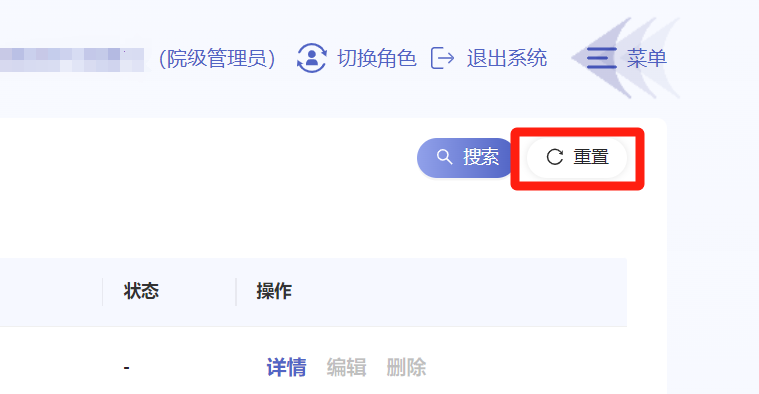 （院级管理员） 切换角色 退出系统 菜单
搜索 重置
状态 操作
- 详情 编辑 删除